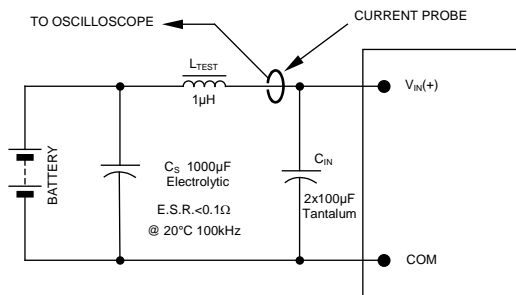 TO OSCILLOSCOPE
CURRENT PROBE
LTEST
1μH
VIN(+)
BATTERY
CS 1000μF
Electrolytic
E.S.R.<0.1Ω
@ 20°C 100kHz
CIN
2x100μF
Tantalum
COM